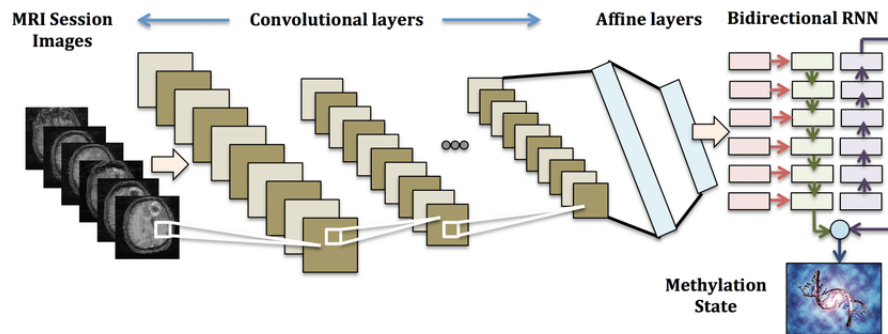 MRI Session
Images
Convolutional layers
Affine layers
Bidirectional RNN
Methylation
State